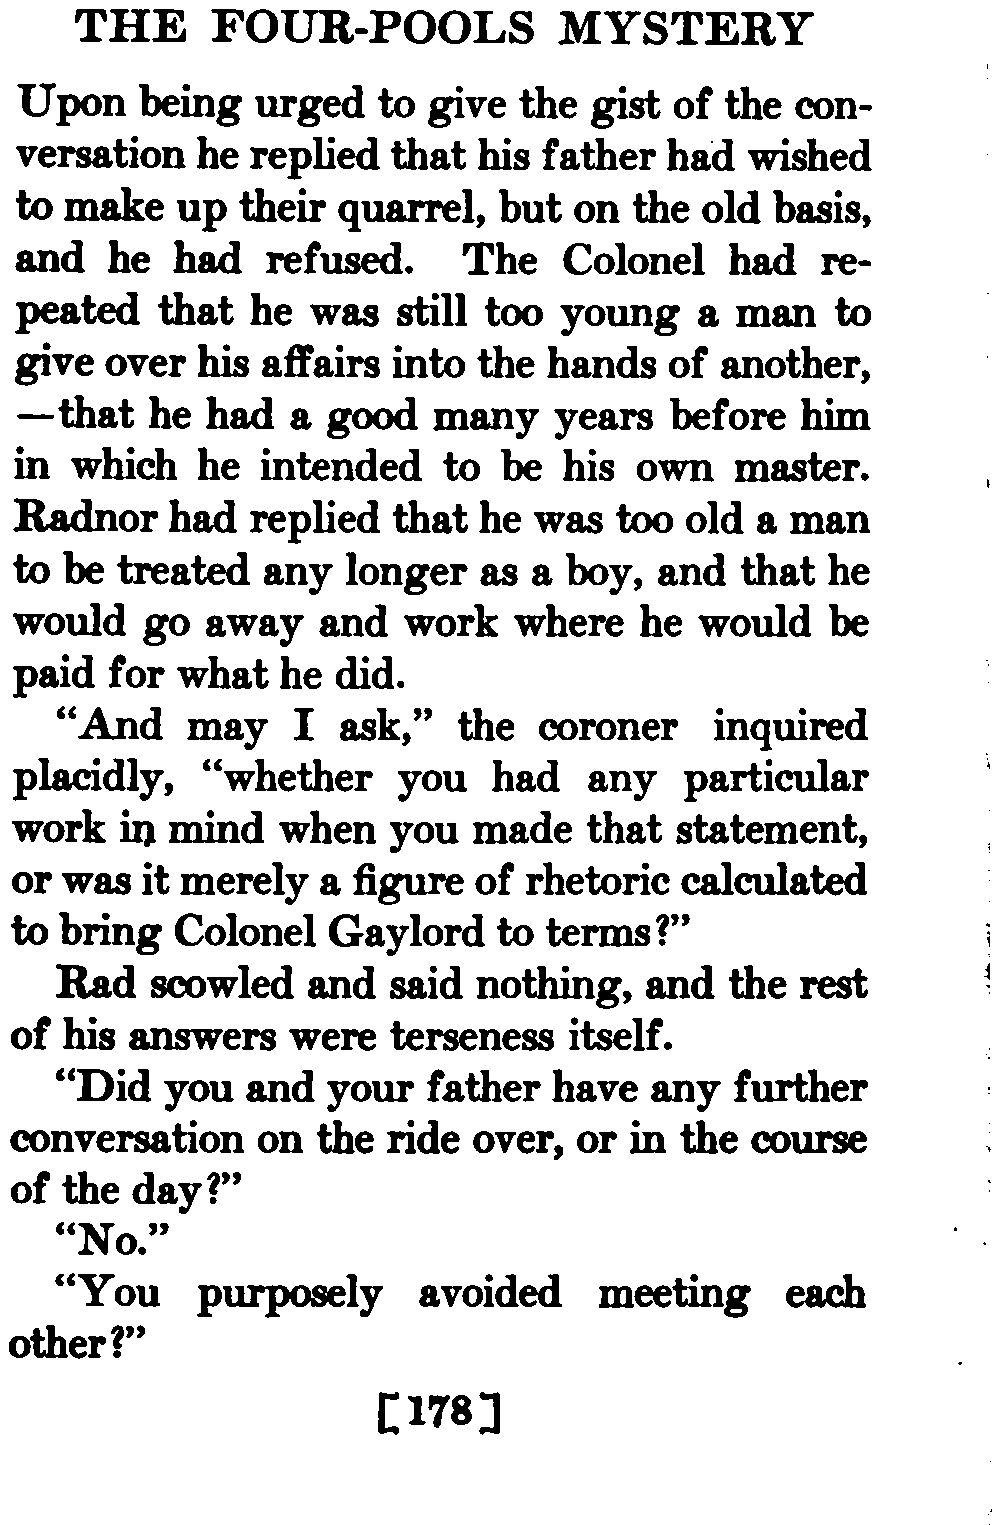 THE FOUR-POOLS MYSTERY
Upon being urged to give the gist of the con-
versation he replied that his father had wished
to make up their quarrel, but on the old basis,
and he had refused. The Colonel had re-
peated that he was still too young a man to
give over his affairs into the hands of another,
—that he had a good many years before him
in which he intended to be his own master.
Radnor had replied that he was too old a man
to be treated any longer as a boy, and that he
would go away and work where he would be
paid for what he did.
“And may I ask,” the coroner inquired
placidly, “whether you had any particular
work in mind when you made that statement,
or was it merely a figure of rhetoric calculated
to bring Colonel Gaylord to terms?”
Rad scowled and said nothing, and the rest
of his answers were terseness itself.
“Did you and your father have any further
conversation on the ride over, or in the course
of the day?”
“No.”
“You purposely avoided meeting each
other?”
[178]